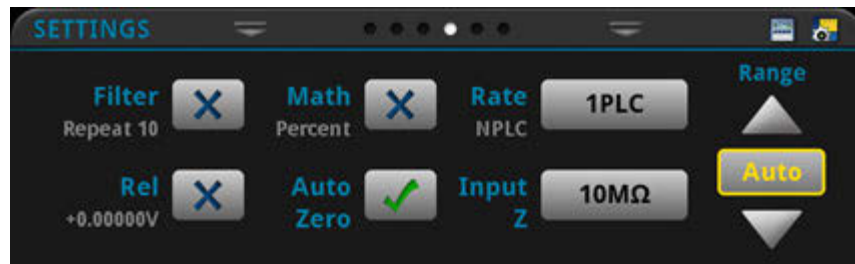 SETTINGS
Range
Filter
Repeat 10
Math
Percent
Rate
NPLC
1PLC
Auto
Rel
+0.00000V
Auto
Zero
Input
Z
10MΩ